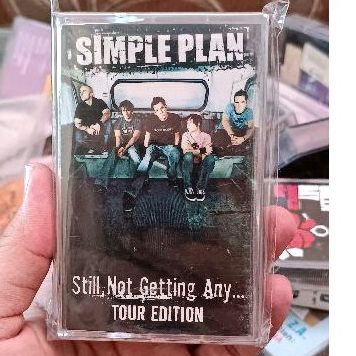 SIMPLE PLAN
Still Not Getting Any...
TOUR EDITION